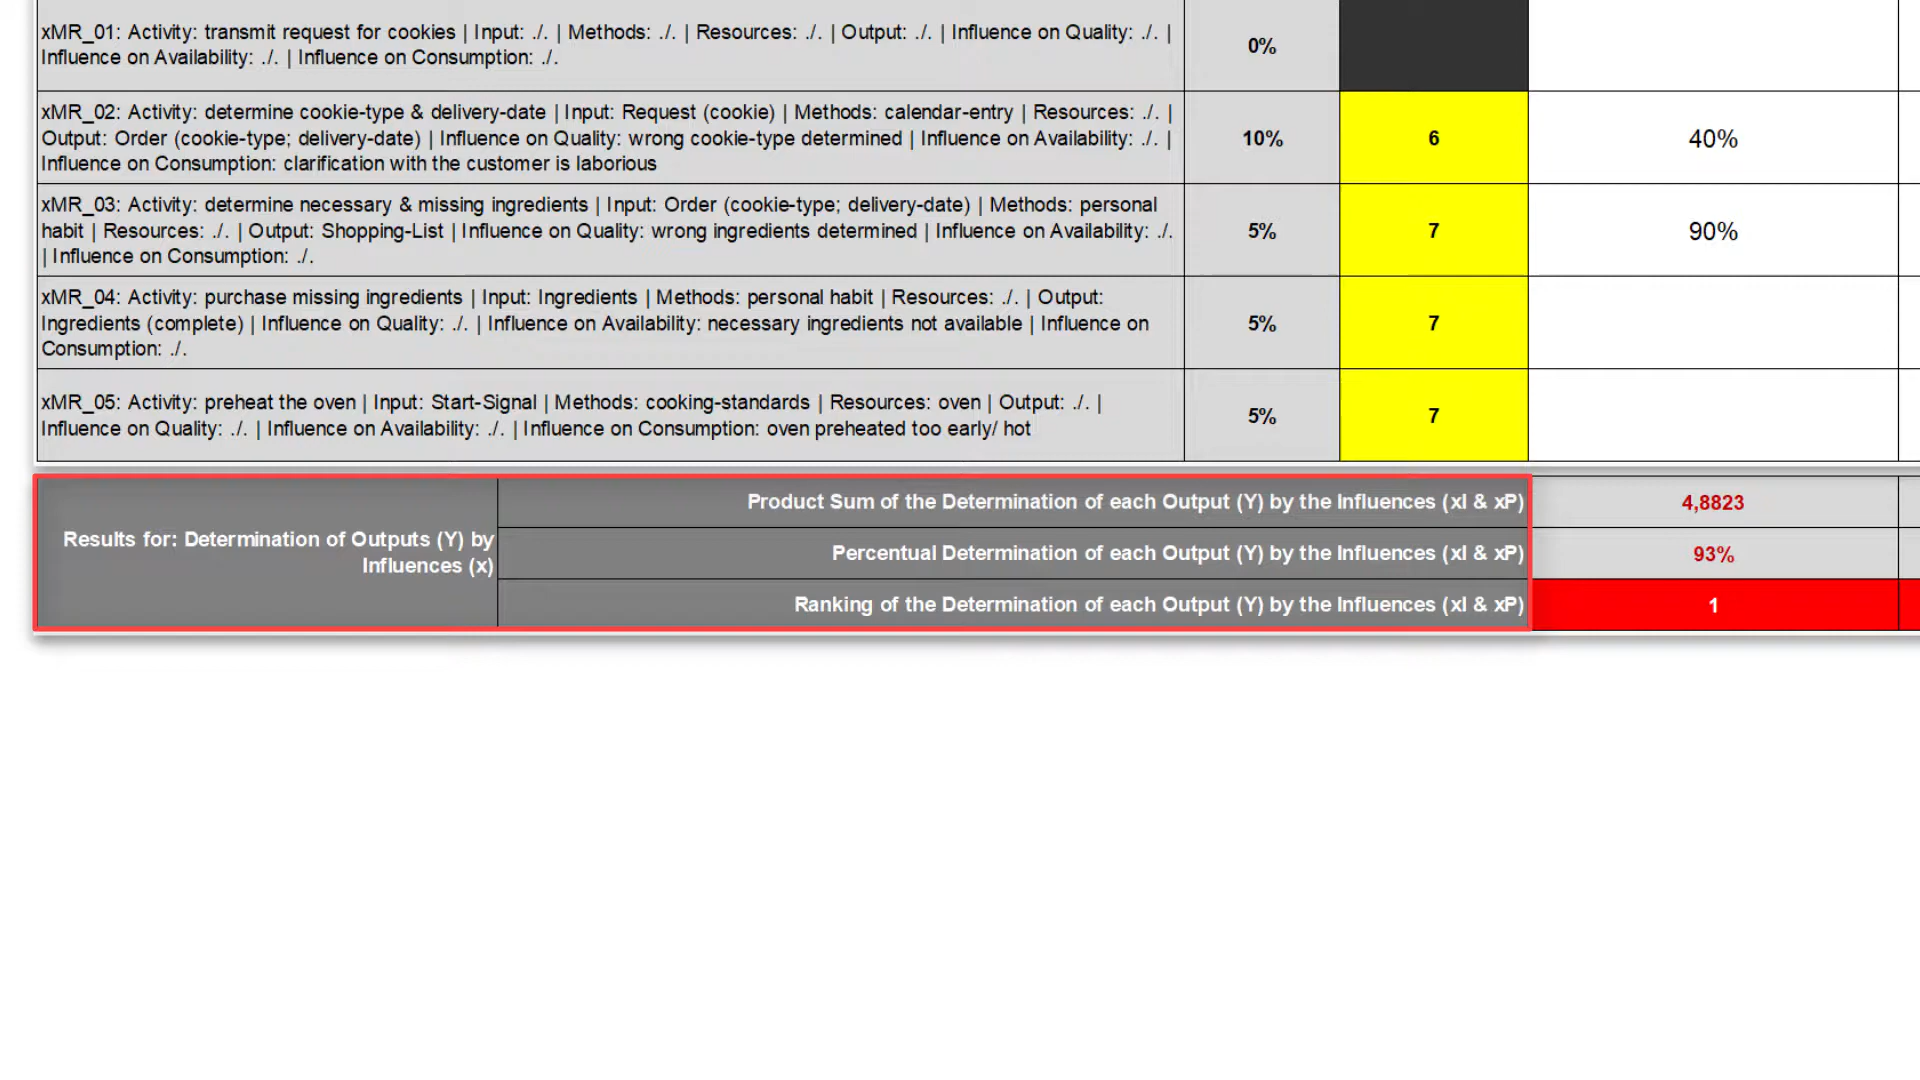 xMR_01: Activity: transmit request for cookies | Input: ./. | Methods: ./. | Resources: ./. | Output: ./. | Influence on Quality: ./. |
Influence on Availability: ./. | Influence on Consumption: ./.
0%
xMR_02: Activity: determine cookie-type & delivery-date | Input: Request (cookie) | Methods: calendar-entry | Resources: ./. |
Output: Order (cookie-type; delivery-date) | Influence on Quality: wrong cookie-type determined | Influence on Availability: ./. |
Influence on Consumption: clarification with the customer is laborious
10%
6
40%
xMR_03: Activity: determine necessary & missing ingredients | Input: Order (cookie-type; delivery-date) | Methods: personal
habit | Resources: ./. | Output: Shopping-List | Influence on Quality: wrong ingredients determined | Influence on Availability: ./.
| Influence on Consumption: ./.
5%
7
90%
xMR_04: Activity: purchase missing ingredients | Input: Ingredients | Methods: personal habit | Resources: ./. | Output:
Ingredients (complete) | Influence on Quality: ./. | Influence on Availability: necessary ingredients not available | Influence on
Consumption: ./.
5%
7
xMR_05: Activity: preheat the oven | Input: Start-Signal | Methods: cooking-standards | Resources: oven | Output: ./. |
Influence on Quality: ./. | Influence on Availability: ./. | Influence on Consumption: oven preheated too early/ hot
5%
7
Results for: Determination of Outputs (Y) by
Influences (x)
Product Sum of the Determination of each Output (Y) by the Influences (xI & xP)
4,8823
Percentual Determination of each Output (Y) by the Influences (xI & xP)
93%
Ranking of the Determination of each Output (Y) by the Influences (xI & xP)
1